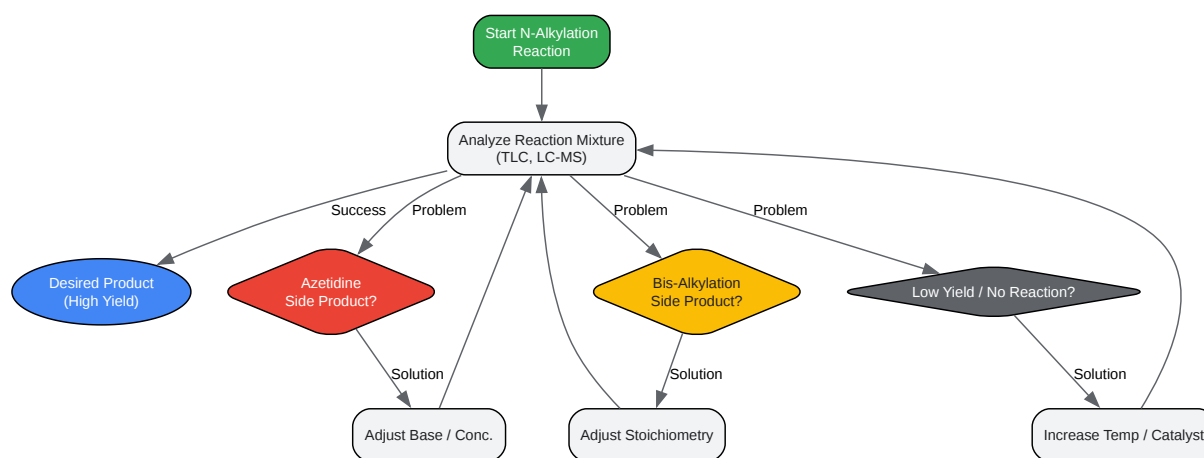 Start N-Alkylation
Reaction
Analyze Reaction Mixture
(TLC, LC-MS)
Success
Problem
Problem
Problem
Desired Product
(High Yield)
Azetidine
Side Product?
Bis-Alkylation
Side Product?
Low Yield / No Reaction?
Solution
Solution
Solution
Adjust Base / Conc.
Adjust Stoichiometry
Increase Temp / Catalyst